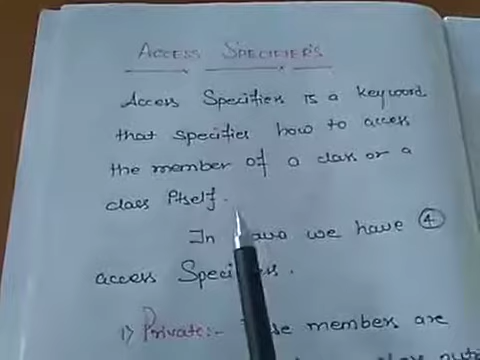 ACCESS SPECIFIERS
Access Specifier is a keyword
that specifies how to access
the member of a class or a
class itself.
In we have 4
access
1) Private:- members are